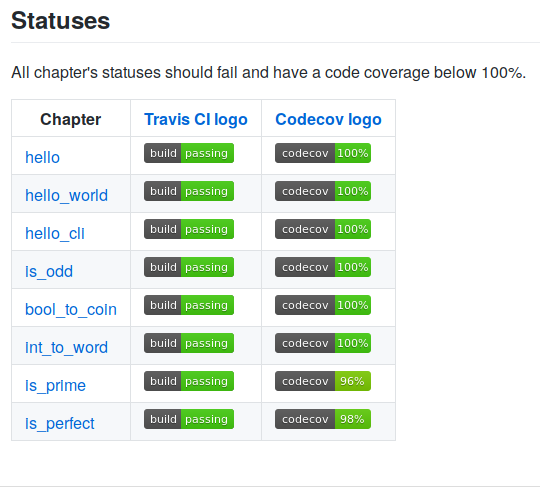 Statuses
All chapter's statuses should fail and have a code coverage below 100%.
Chapter Travis CI logo Codecov logo
hello build passing codecov 100%
hello_world build passing codecov 100%
hello_cli build passing codecov 100%
is_odd build passing codecov 100%
bool_to_coin build passing codecov 100%
int_to_word build passing codecov 100%
is_prime build passing codecov 96%
is_perfect build passing codecov 98%